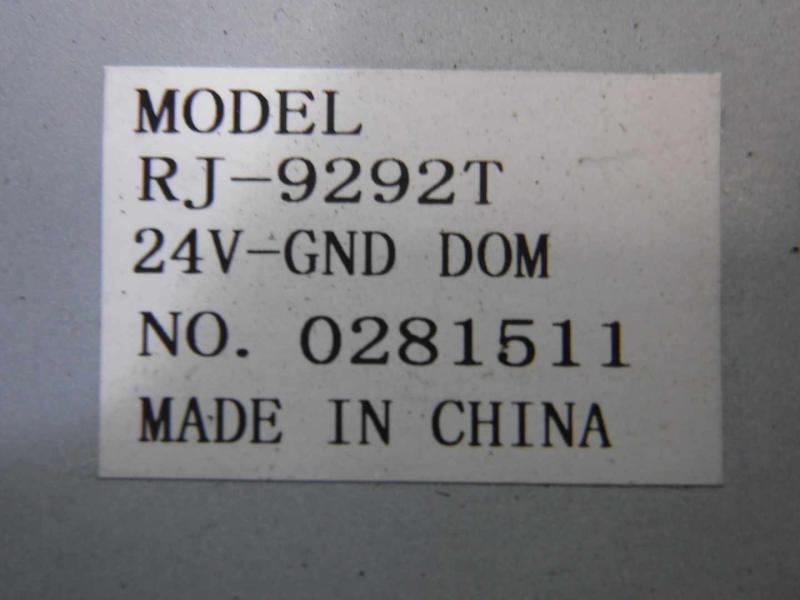 MODEL
RJ-9292T
24V-GND DOM
NO. 0281511
MADE IN CHINA